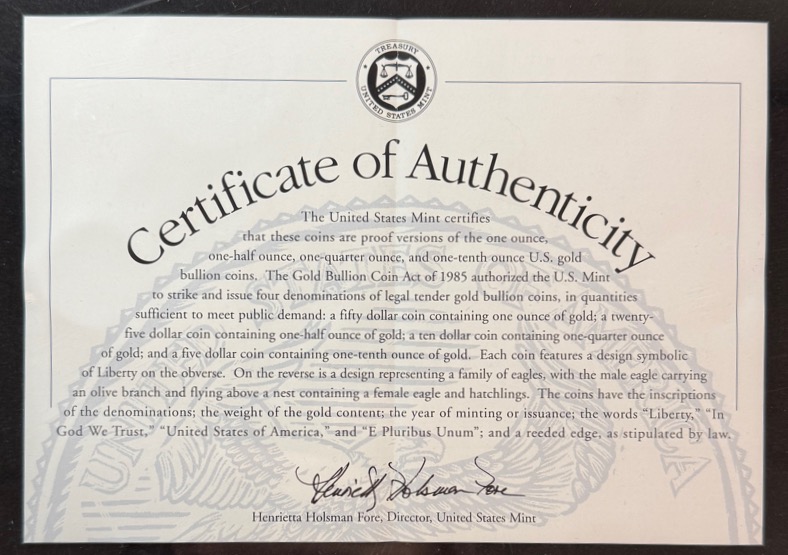 TREASURY
UNITED STATES MINT
Certificate of Authenticity
The United States Mint certifies
that these coins are proof versions of the one ounce,
one-half ounce, one-quarter ounce, and one-tenth ounce U.S. gold
bullion coins. The Gold Bullion Coin Act of 1985 authorized the U.S. Mint
to strike and issue four denominations of legal tender gold bullion coins, in quantities
sufficient to meet public demand: a fifty dollar coin containing one ounce of gold; a twenty-
five dollar coin containing one-half ounce of gold; a ten dollar coin containing one-quarter ounce
of gold; and a five dollar coin containing one-tenth ounce of gold. Each coin features a design symbolic
of Liberty on the obverse. On the reverse is a design representing a family of eagles, with the male eagle carrying
an olive branch and flying above a nest containing a female eagle and hatchlings. The coins have the inscriptions
of the denominations; the weight of the gold content; the year of minting or issuance; the words “Liberty,” “In
God We Trust,” “United States of America,” and “E Pluribus Unum”; and a reeded edge, as stipulated by law.
Henrietta Holsman Fore
Henrietta Holsman Fore, Director, United States Mint